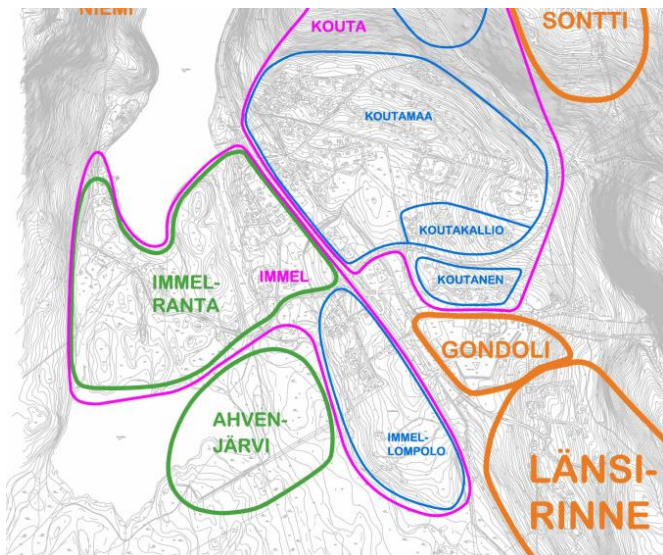 NIEMI
KOUTA
SONTTI
KOUTAMAA
KOUTAKALLIO
IMMEL-
RANTA
IMMEL
KOUTANEN
GONDOLI
AHVEN-
JÄRVI
IMMEL-
LOMPOLO
LÄNSI-
RINNE